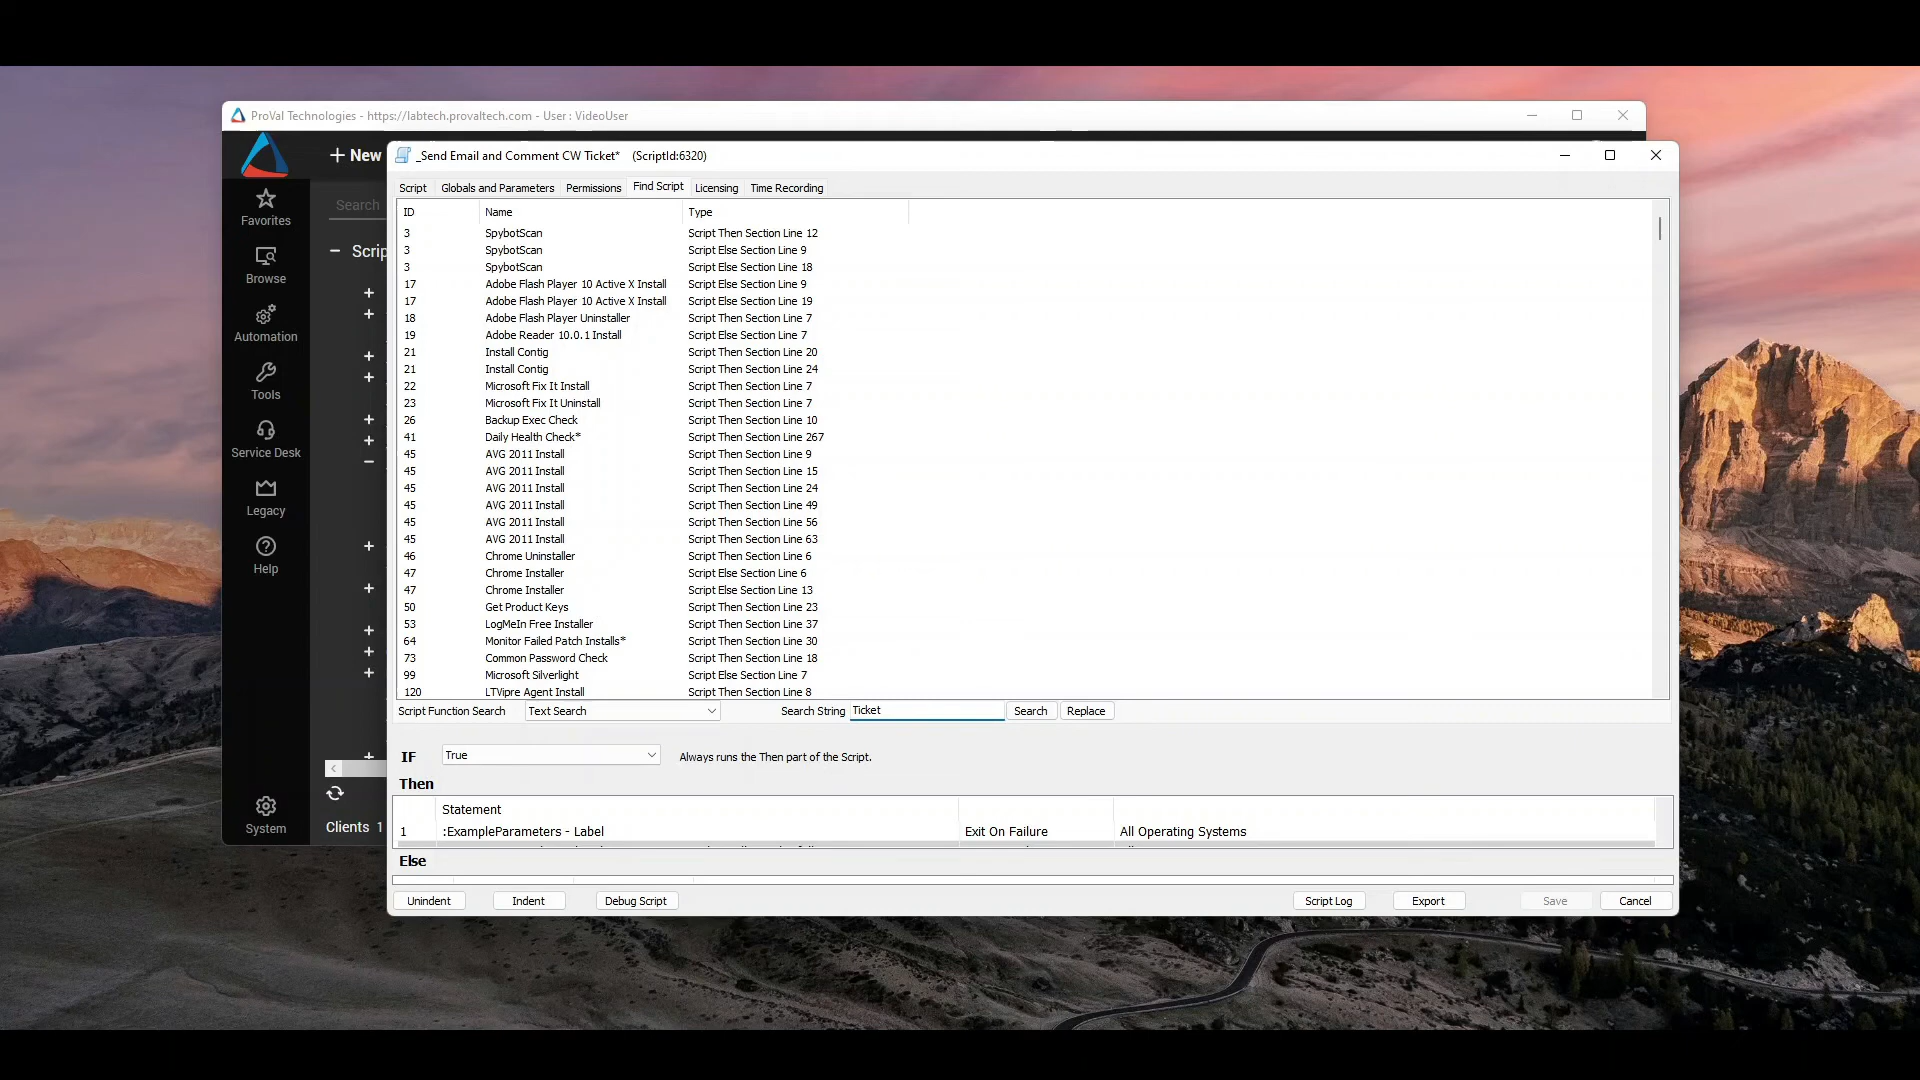 ProVal Technologies - https://labtech.provaltech.com - User : VideoUser
+ New
_Send Email and Comment CW Ticket* (ScriptId:6320)
Script Globals and Parameters Permissions Find Script Licensing Time Recording
Search
Favorites
Scrip
Browse
Automation
Tools
Service Desk
Legacy
Help
System
Clients 1
ID Name Type
3 SpybotScan Script Then Section Line 12
3 SpybotScan Script Else Section Line 9
3 SpybotScan Script Else Section Line 18
17 Adobe Flash Player 10 Active X Install Script Else Section Line 9
17 Adobe Flash Player 10 Active X Install Script Else Section Line 19
18 Adobe Flash Player Uninstaller Script Then Section Line 7
19 Adobe Reader 10.0.1 Install Script Else Section Line 7
21 Install Contig Script Then Section Line 20
21 Install Contig Script Then Section Line 24
22 Microsoft Fix It Install Script Then Section Line 7
23 Microsoft Fix It Uninstall Script Then Section Line 7
26 Backup Exec Check Script Then Section Line 10
41 Daily Health Check* Script Then Section Line 267
45 AVG 2011 Install Script Then Section Line 9
45 AVG 2011 Install Script Then Section Line 15
45 AVG 2011 Install Script Then Section Line 24
45 AVG 2011 Install Script Then Section Line 49
45 AVG 2011 Install Script Then Section Line 56
45 AVG 2011 Install Script Then Section Line 63
46 Chrome Uninstaller Script Then Section Line 6
47 Chrome Installer Script Else Section Line 6
47 Chrome Installer Script Else Section Line 13
50 Get Product Keys Script Then Section Line 23
53 LogMeIn Free Installer Script Then Section Line 37
64 Monitor Failed Patch Installs* Script Then Section Line 30
73 Common Password Check Script Then Section Line 18
99 Microsoft Silverlight Script Else Section Line 7
120 LTVipre Agent Install Script Then Section Line 8
Script Function Search Text Search Search String Ticket Search Replace
IF True Always runs the Then part of the Script.
Then
Statement
1 :ExampleParameters - Label Exit On Failure All Operating Systems
Else
Unindent Indent Debug Script Script Log Export Save Cancel